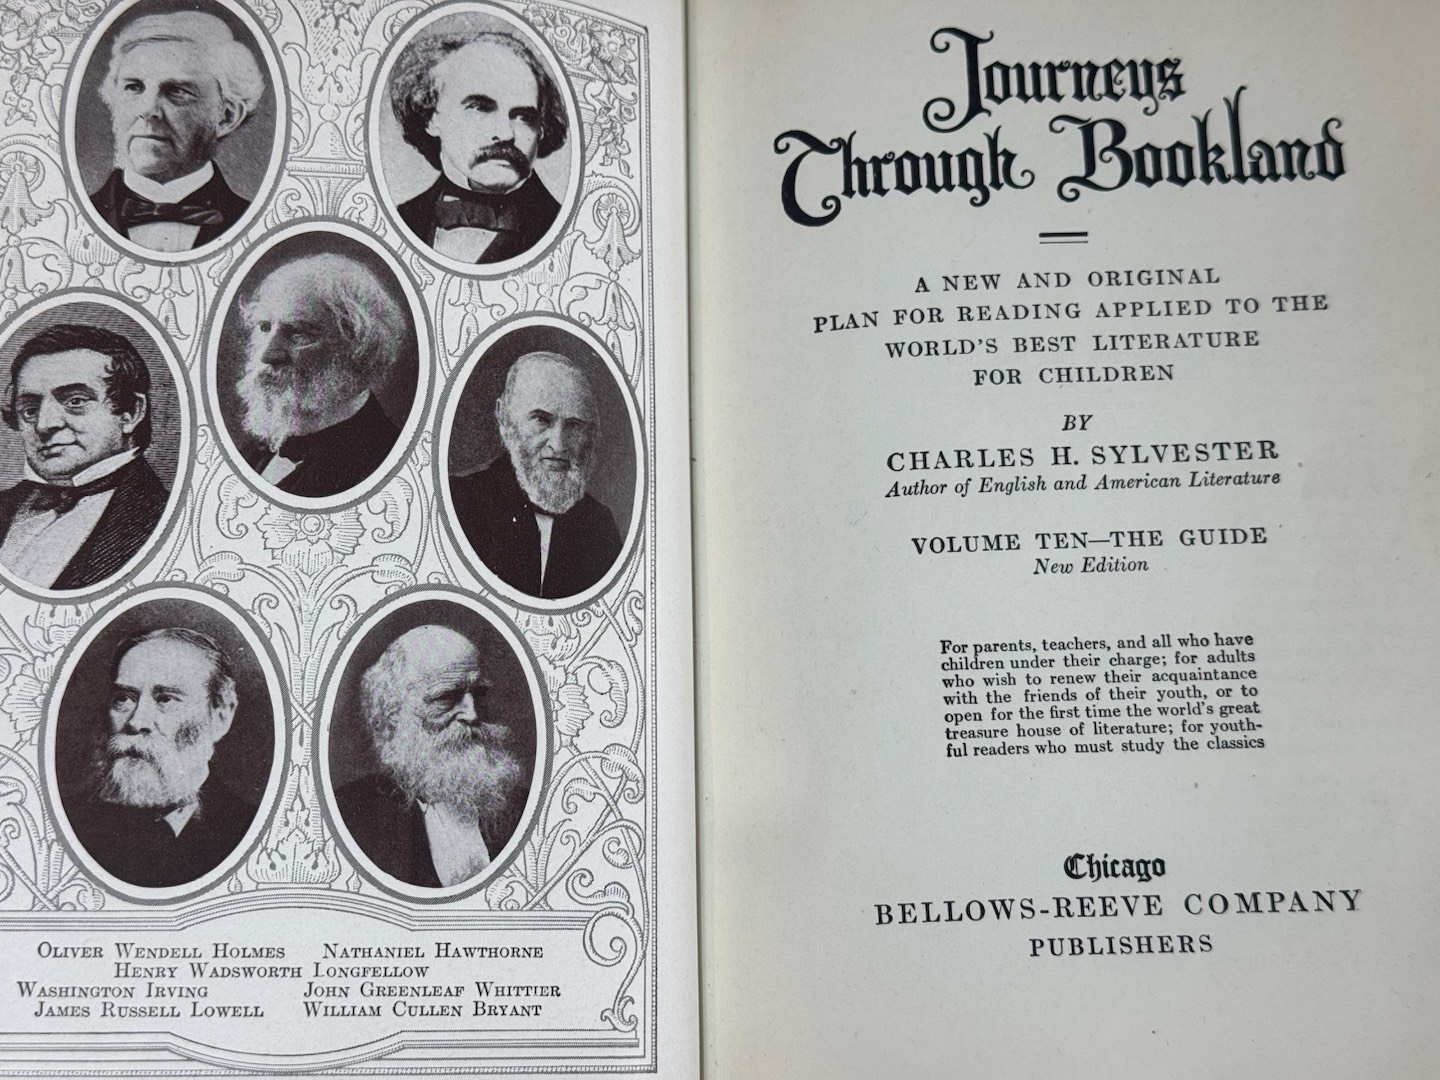 OLIVER WENDELL HOLMES NATHANIEL HAWTHORNE
HENRY WADSWORTH LONGFELLOW
WASHINGTON IRVING JOHN GREENLEAF WHITTIER
JAMES RUSSELL LOWELL WILLIAM CULLEN BRYANT
Journeys
Through Bookland
A NEW AND ORIGINAL
PLAN FOR READING APPLIED TO THE
WORLD'S BEST LITERATURE
FOR CHILDREN
BY
CHARLES H. SYLVESTER
Author of English and American Literature
VOLUME TEN—THE GUIDE
New Edition
For parents, teachers, and all who have
children under their charge; for adults
who wish to renew their acquaintance
with the friends of their youth, or to
open for the first time the world's great
treasure house of literature; for youth-
ful readers who must study the classics
Chicago
BELLOWS-REEVE COMPANY
PUBLISHERS